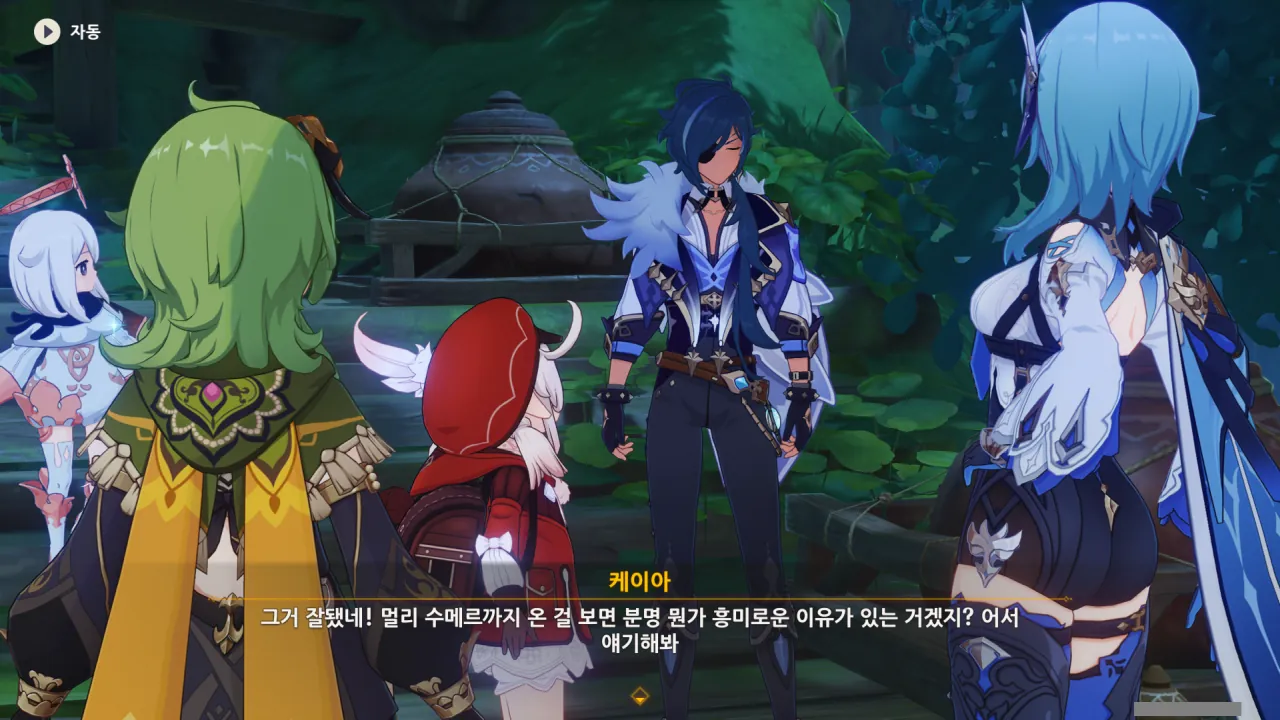 자동
케이아
그거 잘됐네! 멀리 수메르까지 온 걸 보면 분명 뭔가 흥미로운 이유가 있는 거겠지? 어서
얘기해봐